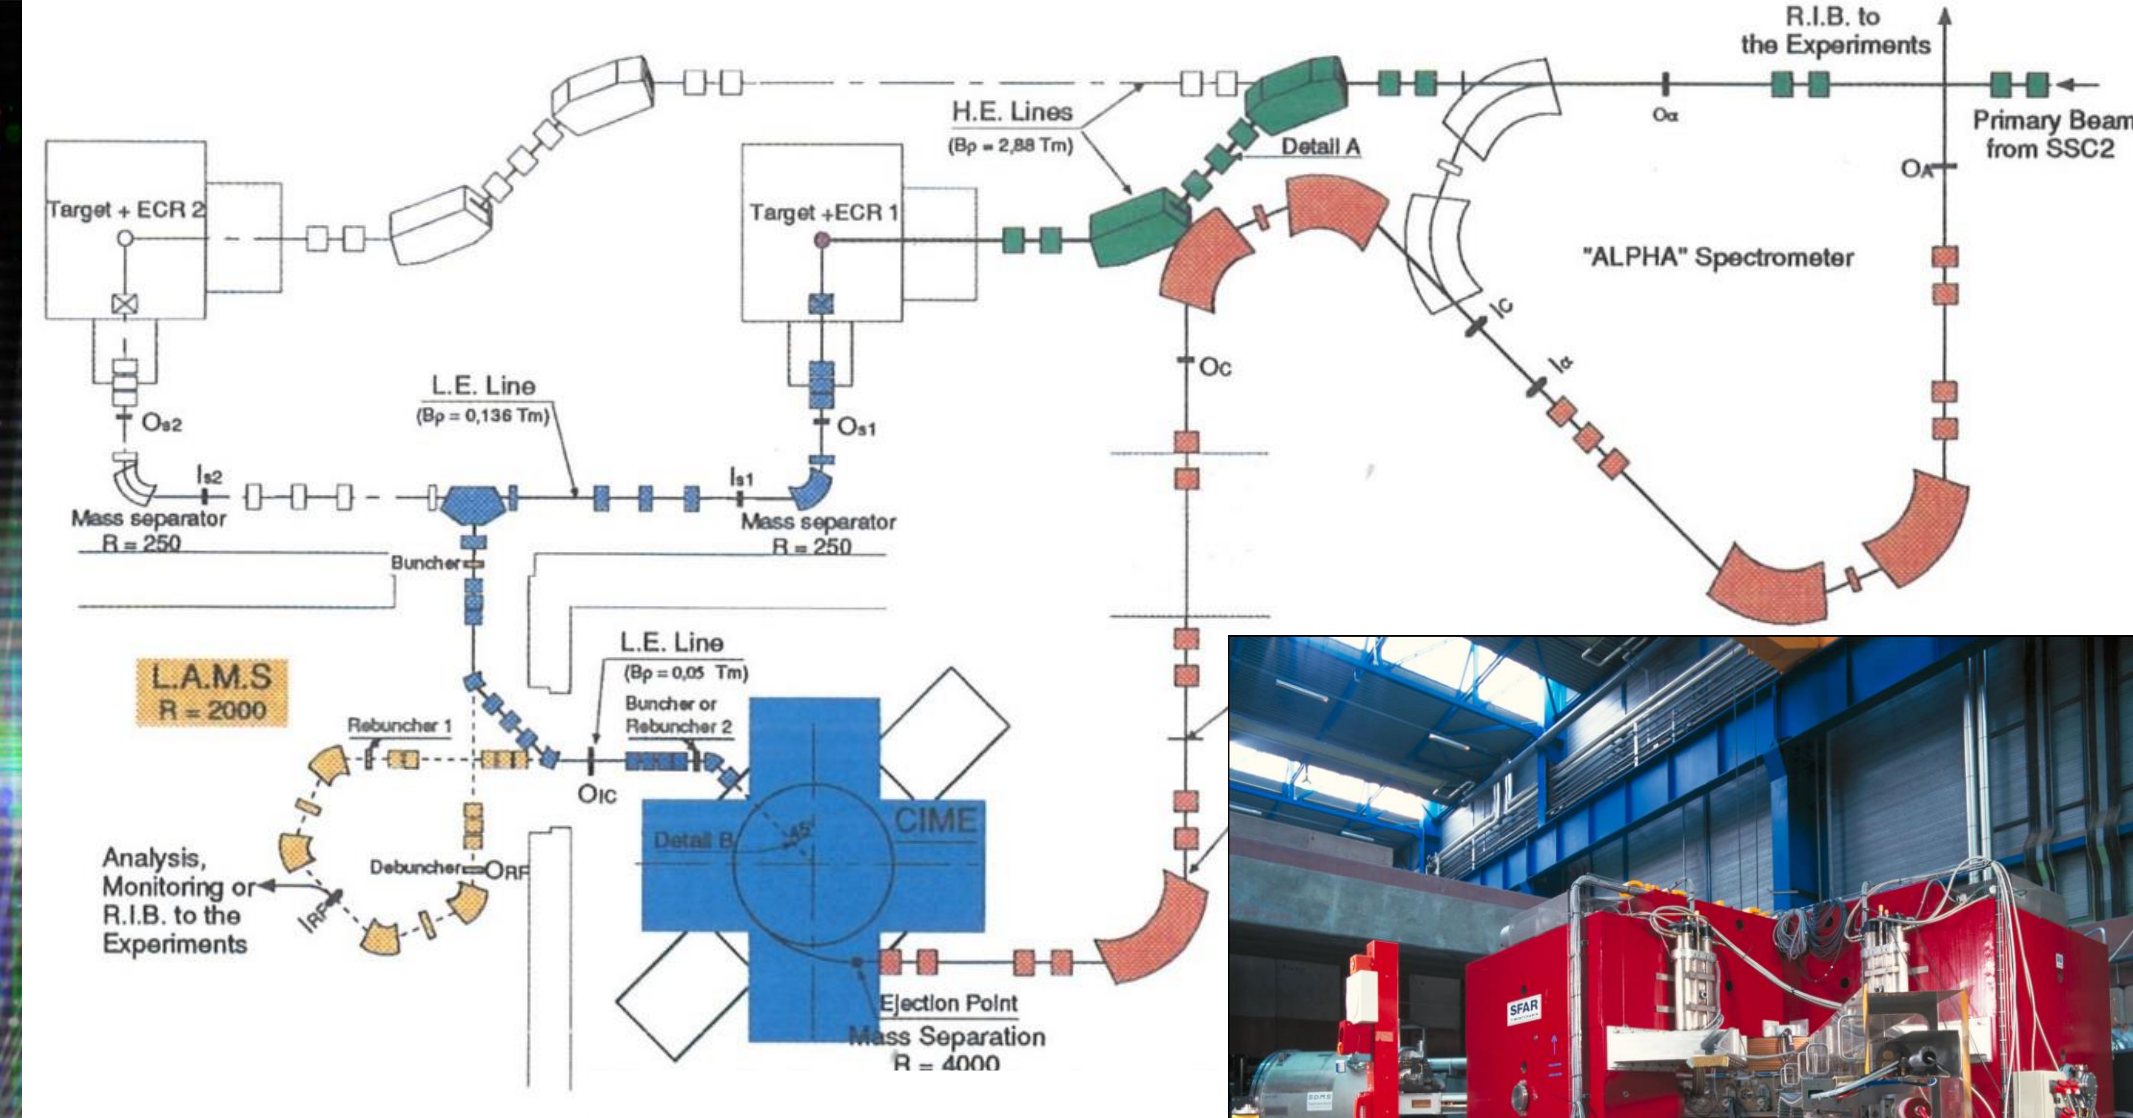 R.I.B. to
the Experiments
H.E. Lines
(Bρ = 2,88 Tm)
Detail A
Oα
Primary Beam
from SSC2
OA
Target + ECR 2
Target +ECR 1
"ALPHA" Spectrometer
IC
Iα
OC
L.E. Line
(Bρ = 0,136 Tm)
Os2
Os1
Is2
Is1
Mass separator
R = 250
Mass separator
R = 250
Buncher
L.E. Line
(Bρ = 0,05 Tm)
L.A.M.S
R = 2000
Rebuncher 1
Buncher or
Rebuncher 2
OIC
CIME
Detail B
45°
Analysis,
Monitoring or
R.I.B. to the
Experiments
Debuncher
ORF
IRF
Ejection Point
Mass Separation
R = 4000
SFAR
SDMS